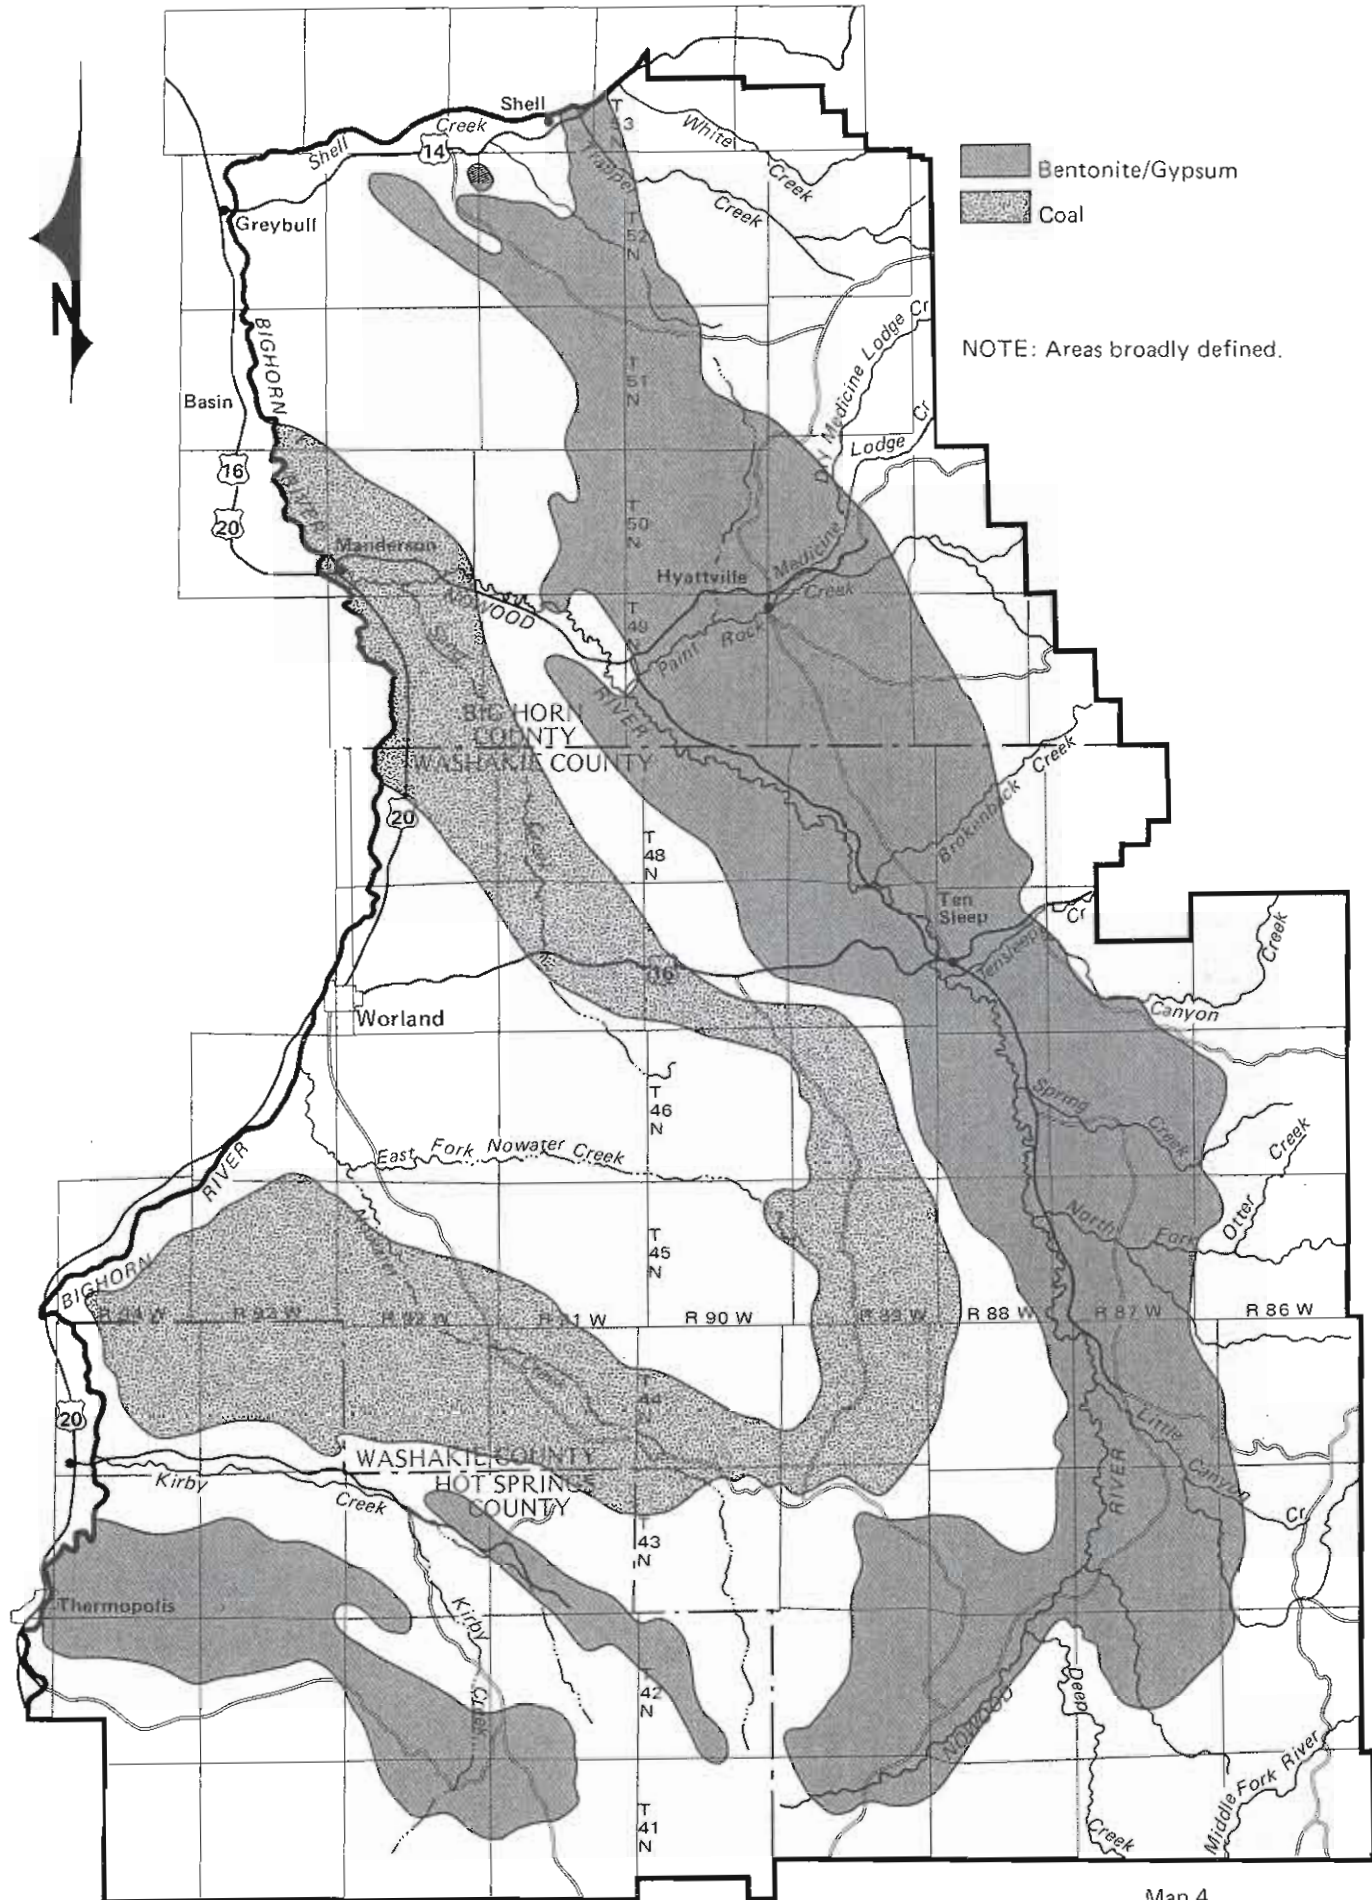 Shell
Shell
Creek
14
T
53
N
White
Creek
Trapper
Creek
Bentonite/Gypsum
Coal
Greybull
T
52
N
N
BIGHORN
RIVER
NOTE: Areas broadly defined.
T
51
N
Basin
Dry Medicine Lodge Cr
Lodge Cr
16
20
T
50
N
Manderson
Hyattville
Medicine
Creek
NOWOOD
T
49
N
Paint Rock
RIVER
BIG HORN
COUNTY
WASHAKIE COUNTY
Creek
Brokenback
20
T
48
N
Ten
Sleep
Cr
Tensleep
Creek
16
Canyon
Worland
T
46
N
Spring
Creek
Creek
East Fork Nowater Creek
RIVER
North
Fork
Otter
T
45
N
BIGHORN
R 94 W
R 93 W
R 92 W
R 91 W
R 90 W
R 89 W
R 88 W
R 87 W
R 86 W
T
44
N
20
Little
Canyon
Cr
WASHAKIE COUNTY
HOT SPRINGS
COUNTY
Kirby
Creek
RIVER
T
43
N
Thermopolis
Kirby
Creek
T
42
N
Deep
Creek
NOWOOD
Middle Fork River
T
41
N
Map 4